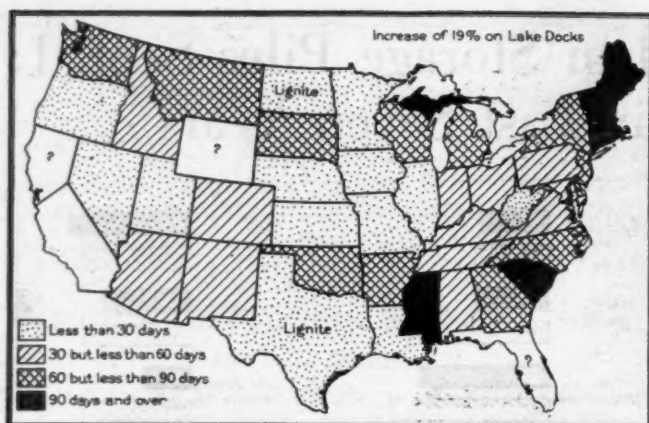 Increase of 19% on Lake Docks
Lignite
?
?
Lignite
?
Less than 30 days
30 but less than 60 days
60 but less than 90 days
90 days and over